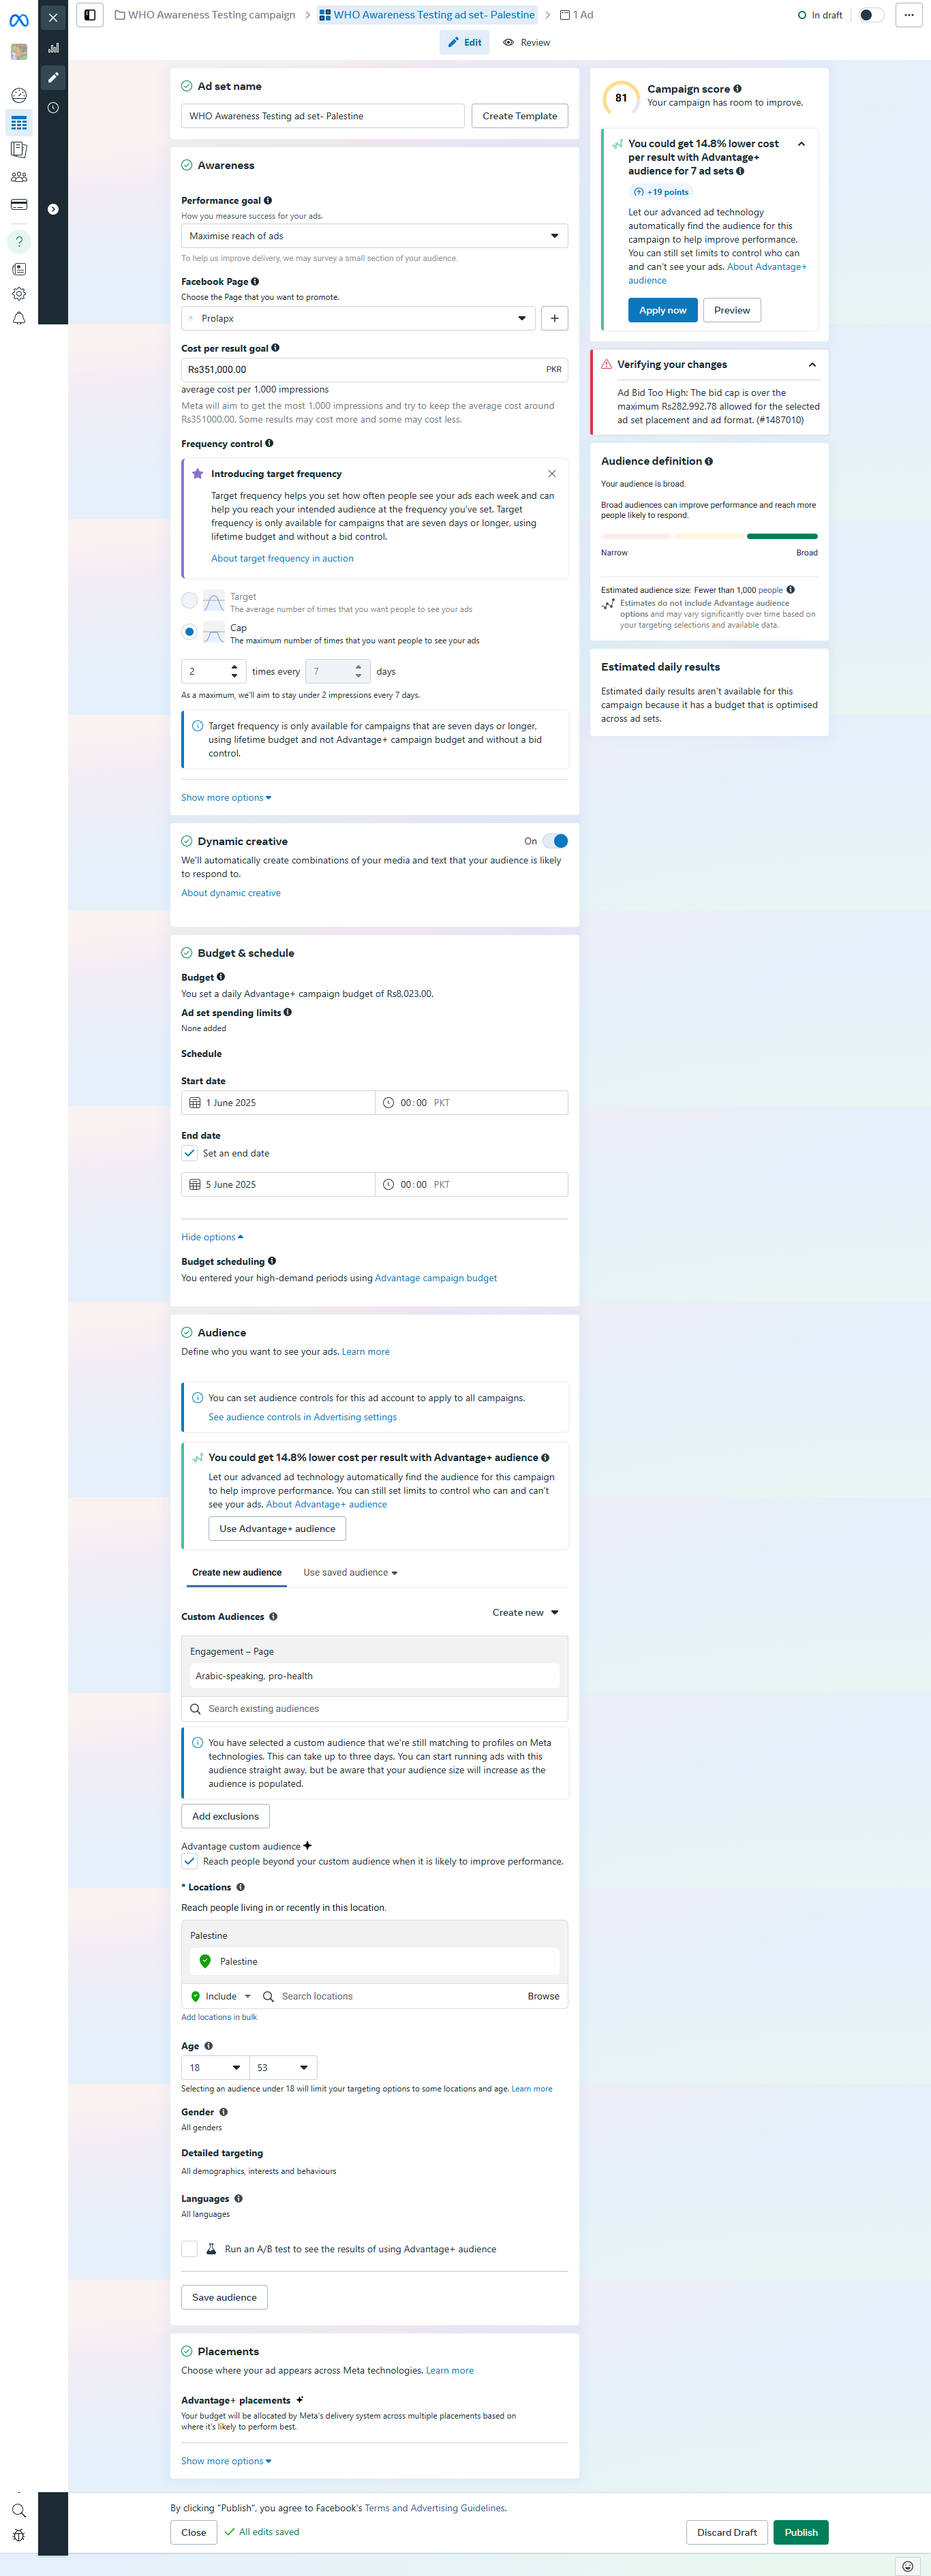 WHO Awareness Testing campaign
WHO Awareness Testing ad set- Palestine
1 Ad
In draft
Edit
Review
Ad set name
WHO Awareness Testing ad set- Palestine
Create Template
Awareness
Performance goal
How you measure success for your ads.
Maximise reach of ads
To help us improve delivery, we may survey a small section of your audience.
Facebook Page
Choose the Page that you want to promote.
Prolapx
Cost per result goal
Rs351,000.00
PKR
average cost per 1,000 impressions
Meta will aim to get the most 1,000 impressions and try to keep the average cost around
Rs351000.00. Some results may cost more and some may cost less.
Frequency control
Introducing target frequency
Target frequency helps you set how often people see your ads each week and can
help you reach your intended audience at the frequency you've set. Target
frequency is only available for campaigns that are seven days or longer, using
lifetime budget and without a bid control.
About target frequency in auction
Target
The average number of times that you want people to see your ads
Cap
The maximum number of times that you want people to see your ads
2
times every
7
days
As a maximum, we'll aim to stay under 2 impressions every 7 days.
Target frequency is only available for campaigns that are seven days or longer,
using lifetime budget and not Advantage+ campaign budget and without a bid
control.
Show more options
Dynamic creative
On
We'll automatically create combinations of your media and text that your audience is likely
to respond to.
About dynamic creative
Budget & schedule
Budget
You set a daily Advantage+ campaign budget of Rs8,023.00.
Ad set spending limits
None added
Schedule
Start date
1 June 2025
00:00 PKT
End date
Set an end date
5 June 2025
00:00 PKT
Hide options
Budget scheduling
You entered your high-demand periods using Advantage campaign budget
Audience
Define who you want to see your ads. Learn more
You can set audience controls for this ad account to apply to all campaigns.
See audience controls in Advertising settings
You could get 14.8% lower cost per result with Advantage+ audience
Let our advanced ad technology automatically find the audience for this campaign
to help improve performance. You can still set limits to control who can and can't
see your ads. About Advantage+ audience
Use Advantage+ audience
Create new audience
Use saved audience
Custom Audiences
Create new
Engagement – Page
Arabic-speaking, pro-health
Search existing audiences
You have selected a custom audience that we're still matching to profiles on Meta
technologies. This can take up to three days. You can start running ads with this
audience straight away, but be aware that your audience size will increase as the
audience is populated.
Add exclusions
Advantage custom audience
Reach people beyond your custom audience when it is likely to improve performance.
* Locations
Reach people living in or recently in this location.
Palestine
Palestine
Include
Search locations
Browse
Add locations in bulk
Age
18
53
Selecting an audience under 18 will limit your targeting options to some locations and age. Learn more
Gender
All genders
Detailed targeting
All demographics, interests and behaviours
Languages
All languages
Run an A/B test to see the results of using Advantage+ audience
Save audience
Placements
Choose where your ad appears across Meta technologies. Learn more
Advantage+ placements
Your budget will be allocated by Meta's delivery system across multiple placements based on
where it's likely to perform best.
Show more options
81
Campaign score
Your campaign has room to improve.
You could get 14.8% lower cost
per result with Advantage+
audience for 7 ad sets
+19 points
Let our advanced ad technology
automatically find the audience for this
campaign to help improve performance.
You can still set limits to control who can
and can't see your ads. About Advantage+
audience
Apply now
Preview
Verifying your changes
Ad Bid Too High: The bid cap is over the
maximum Rs282,992.78 allowed for the selected
ad set placement and ad format. (#1487010)
Audience definition
Your audience is broad.
Broad audiences can improve performance and reach more
people likely to respond.
Narrow
Broad
Estimated audience size: Fewer than 1,000 people
Estimates do not include Advantage audience
options and may vary significantly over time based on
your targeting selections and available data.
Estimated daily results
Estimated daily results aren't available for this
campaign because it has a budget that is optimised
across ad sets.
By clicking "Publish", you agree to Facebook's Terms and Advertising Guidelines.
Close
All edits saved
Discard Draft
Publish